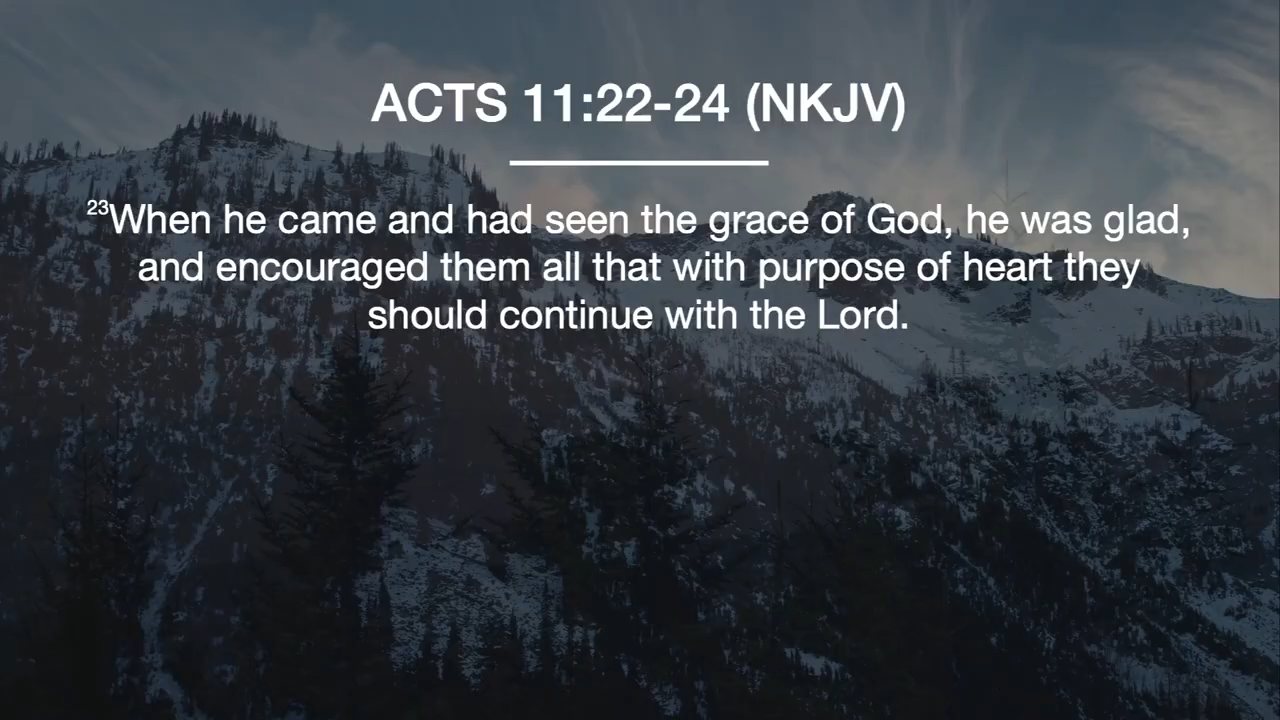 ACTS 11:22-24 (NKJV)
23When he came and had seen the grace of God, he was glad,
and encouraged them all that with purpose of heart they
should continue with the Lord.